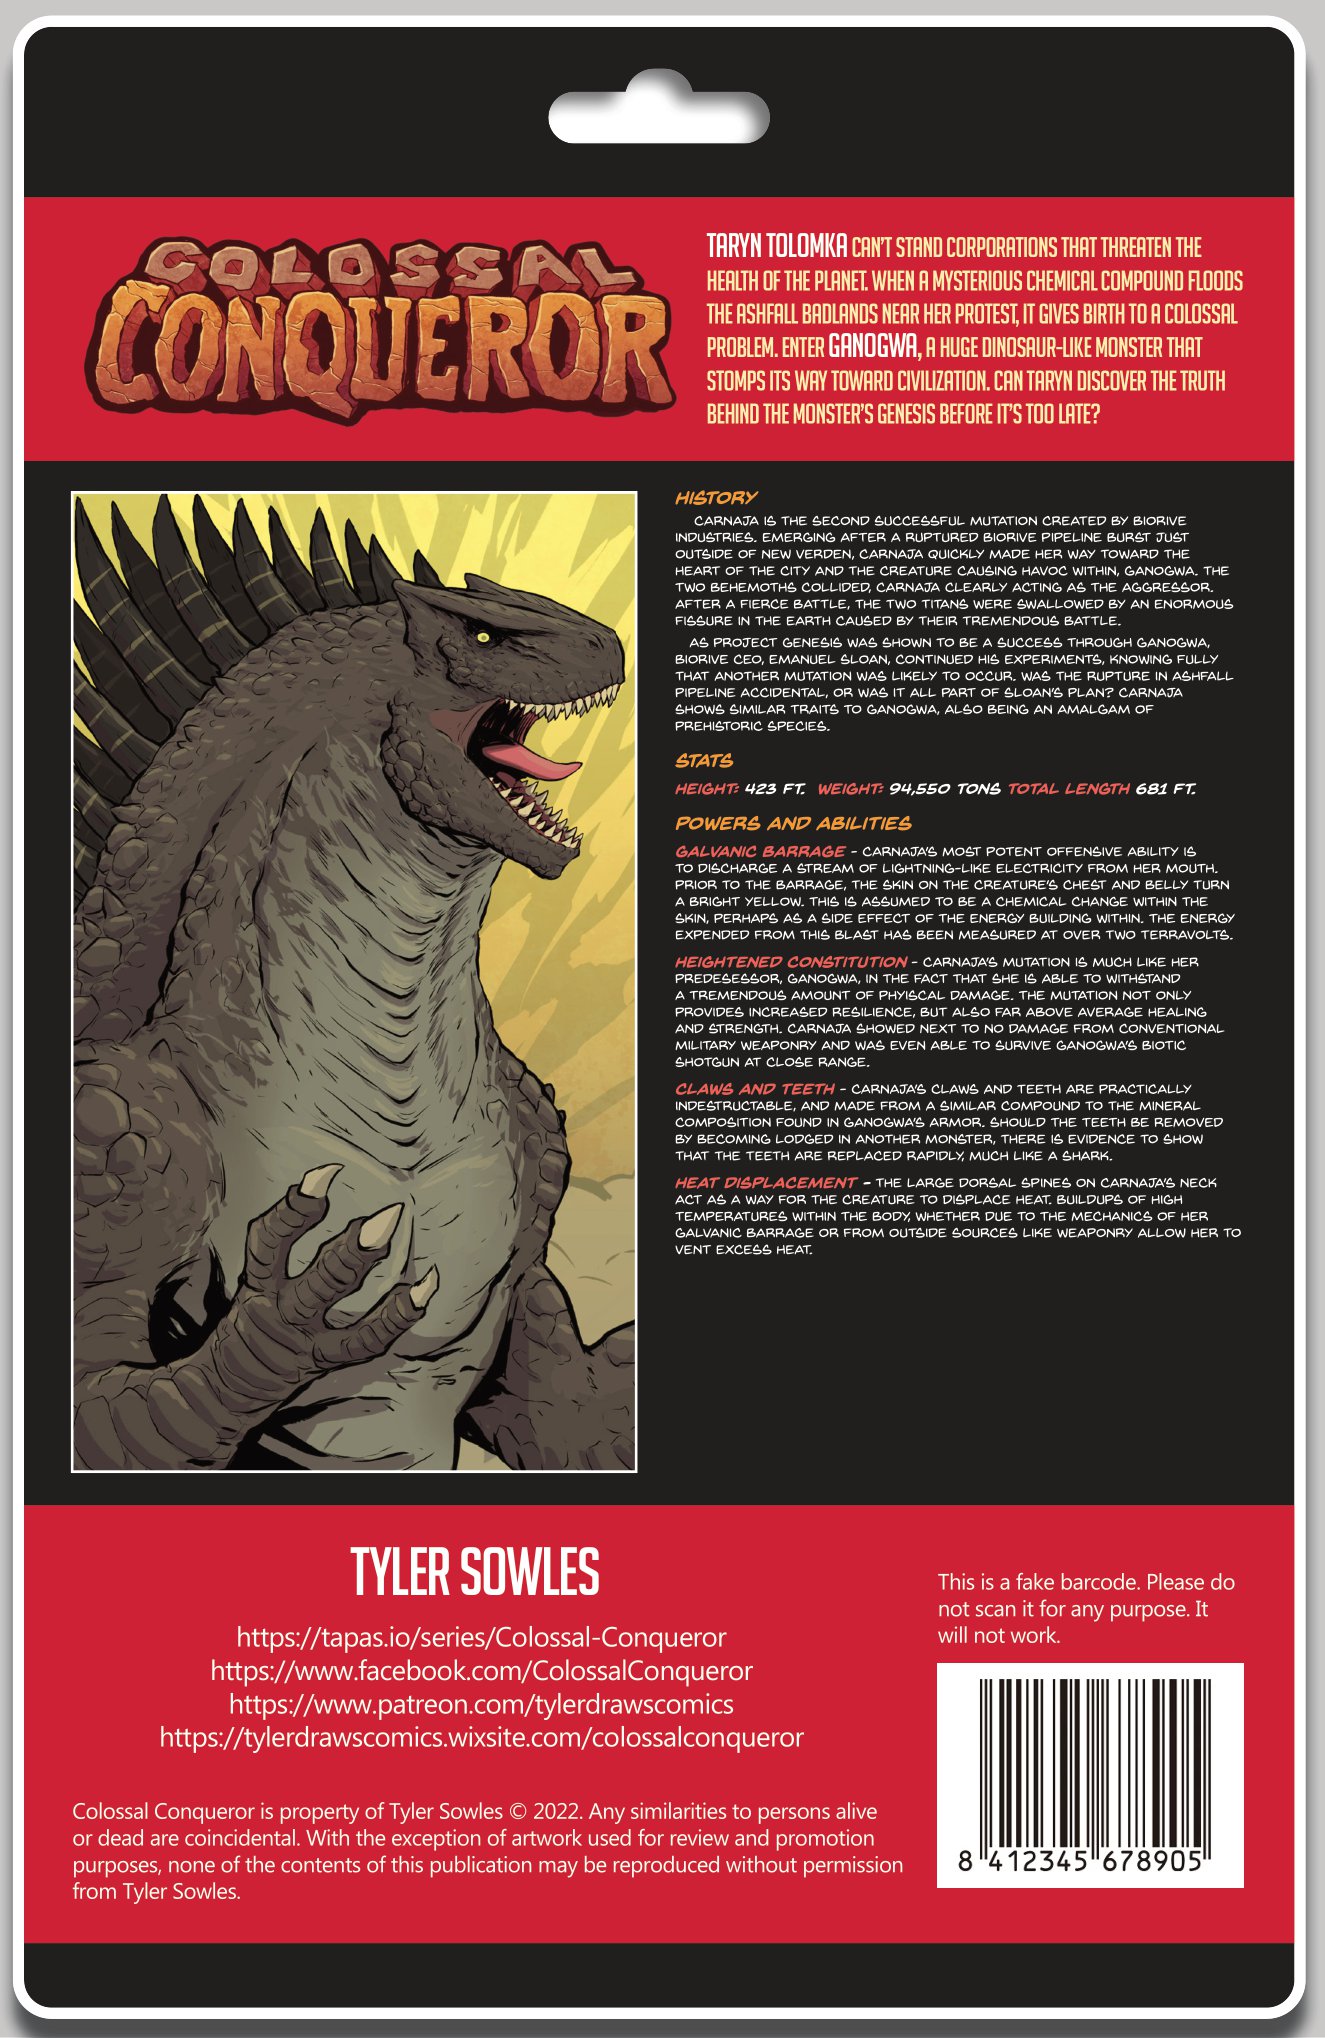 COLOSSAL
CONQUEROR
TARYN TOLOMKA CAN'T STAND CORPORATIONS THAT THREATEN THE
HEALTH OF THE PLANET. WHEN A MYSTERIOUS CHEMICAL COMPOUND FLOODS
THE ASHFALL BADLANDS NEAR HER PROTEST, IT GIVES BIRTH TO A COLOSSAL
PROBLEM. ENTER GANOGWA, A HUGE DINOSAUR-LIKE MONSTER THAT
STOMPS ITS WAY TOWARD CIVILIZATION. CAN TARYN DISCOVER THE TRUTH
BEHIND THE MONSTER'S GENESIS BEFORE IT'S TOO LATE?
HISTORY
CARNAJA IS THE SECOND SUCCESSFUL MUTATION CREATED BY BIORIVE
INDUSTRIES. EMERGING AFTER A RUPTURED BIORIVE PIPELINE BURST JUST
OUTSIDE OF NEW VERDEN, CARNAJA QUICKLY MADE HER WAY TOWARD THE
HEART OF THE CITY AND THE CREATURE CAUSING HAVOC WITHIN, GANOGWA. THE
TWO BEHEMOTHS COLLIDED, CARNAJA CLEARLY ACTING AS THE AGGRESSOR.
AFTER A FIERCE BATTLE, THE TWO TITANS WERE SWALLOWED BY AN ENORMOUS
FISSURE IN THE EARTH CAUSED BY THEIR TREMENDOUS BATTLE.
AS PROJECT GENESIS WAS SHOWN TO BE A SUCCESS THROUGH GANOGWA,
BIORIVE CEO, EMANUEL SLOAN, CONTINUED HIS EXPERIMENTS, KNOWING FULLY
THAT ANOTHER MUTATION WAS LIKELY TO OCCUR. WAS THE RUPTURE IN ASHFALL
PIPELINE ACCIDENTAL, OR WAS IT ALL PART OF SLOAN'S PLAN? CARNAJA
SHOWS SIMILAR TRAITS TO GANOGWA, ALSO BEING AN AMALGAM OF
PREHISTORIC SPECIES.
STATS
HEIGHT: 423 FT. WEIGHT: 94,550 TONS TOTAL LENGTH 681 FT.
POWERS AND ABILITIES
GALVANIC BARRAGE - CARNAJA'S MOST POTENT OFFENSIVE ABILITY IS
TO DISCHARGE A STREAM OF LIGHTNING-LIKE ELECTRICITY FROM HER MOUTH.
PRIOR TO THE BARRAGE, THE SKIN ON THE CREATURE'S CHEST AND BELLY TURN
A BRIGHT YELLOW. THIS IS ASSUMED TO BE A CHEMICAL CHANGE WITHIN THE
SKIN, PERHAPS AS A SIDE EFFECT OF THE ENERGY BUILDING WITHIN. THE ENERGY
EXPENDED FROM THIS BLAST HAS BEEN MEASURED AT OVER TWO TERRAVOLTS.
HEIGHTENED CONSTITUTION - CARNAJA'S MUTATION IS MUCH LIKE HER
PREDESESSOR, GANOGWA, IN THE FACT THAT SHE IS ABLE TO WITHSTAND
A TREMENDOUS AMOUNT OF PHYISCAL DAMAGE. THE MUTATION NOT ONLY
PROVIDES INCREASED RESILIENCE, BUT ALSO FAR ABOVE AVERAGE HEALING
AND STRENGTH. CARNAJA SHOWED NEXT TO NO DAMAGE FROM CONVENTIONAL
MILITARY WEAPONRY AND WAS EVEN ABLE TO SURVIVE GANOGWA'S BIOTIC
SHOTGUN AT CLOSE RANGE.
CLAWS AND TEETH - CARNAJA'S CLAWS AND TEETH ARE PRACTICALLY
INDESTRUCTABLE, AND MADE FROM A SIMILAR COMPOUND TO THE MINERAL
COMPOSITION FOUND IN GANOGWA'S ARMOR. SHOULD THE TEETH BE REMOVED
BY BECOMING LODGED IN ANOTHER MONSTER, THERE IS EVIDENCE TO SHOW
THAT THE TEETH ARE REPLACED RAPIDLY, MUCH LIKE A SHARK.
HEAT DISPLACEMENT - THE LARGE DORSAL SPINES ON CARNAJA'S NECK
ACT AS A WAY FOR THE CREATURE TO DISPLACE HEAT. BUILDUPS OF HIGH
TEMPERATURES WITHIN THE BODY, WHETHER DUE TO THE MECHANICS OF HER
GALVANIC BARRAGE OR FROM OUTSIDE SOURCES LIKE WEAPONRY ALLOW HER TO
VENT EXCESS HEAT.
TYLER SOWLES
https://tapas.io/series/Colossal-Conqueror
https://www.facebook.com/ColossalConqueror
https://www.patreon.com/tylerdrawscomics
https://tylerdrawscomics.wixsite.com/colossalconqueror
Colossal Conqueror is property of Tyler Sowles © 2022. Any similarities to persons alive
or dead are coincidental. With the exception of artwork used for review and promotion
purposes, none of the contents of this publication may be reproduced without permission
from Tyler Sowles.
This is a fake barcode. Please do
not scan it for any purpose. It
will not work.
8 412345 678905